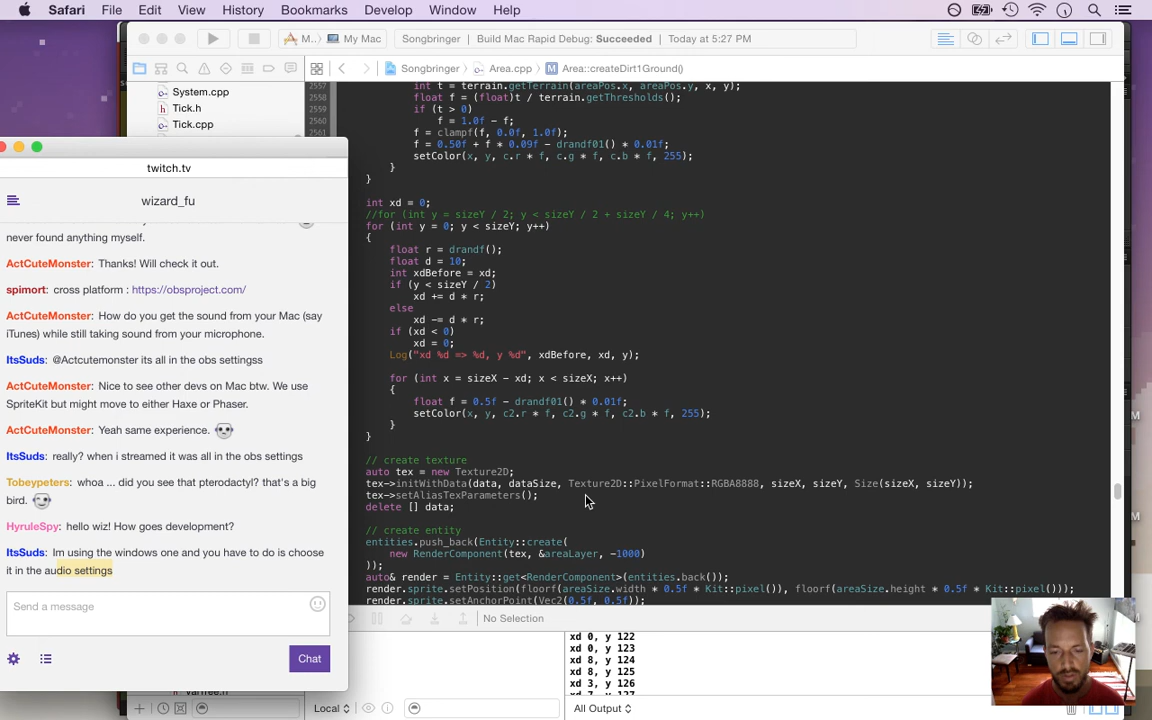 Safari File Edit View History Bookmarks Develop Window Help
M.. My Mac Songbringer Build Mac Rapid Debug: Succeeded Today at 5:27 PM
Songbringer Area.cpp M Area::createDirt1Ground()
System.cpp
Tick.h
Tick.cpp
twitch.tv
wizard_fu
never found anything myself.
ActCuteMonster: Thanks! Will check it out.
spimort: cross platform : https://obsproject.com/
ActCuteMonster: How do you get the sound from your Mac (say
iTunes) while still taking sound from your microphone.
ItsSuds: @Actcutemonster its all in the obs settingss
ActCuteMonster: Nice to see other devs on Mac btw. We use
SpriteKit but might move to either Haxe or Phaser.
ActCuteMonster: Yeah same experience.
ItsSuds: really? when i streamed it was all in the obs settings
Tobeypeters: whoa ... did you see that pterodactyl? that's a big
bird.
HyruleSpy: hello wiz! How goes development?
ItsSuds: Im using the windows one and you have to do is choose
it in the audio settings
Send a message
Chat
2557 int t = terrain.getTerrain(areaPos.x, areaPos.y, x, y);
2558 float f = (float)t / terrain.getThresholds();
2559 if (t > 0)
2560 f = 1.0f - f;
2561 f = clampf(f, 0.0f, 1.0f);
f = 0.50f + f * 0.09f - drandf01() * 0.01f;
setColor(x, y, c.r * f, c.g * f, c.b * f, 255);
}
}
int xd = 0;
//for (int y = sizeY / 2; y < sizeY / 2 + sizeY / 4; y++)
for (int y = 0; y < sizeY; y++)
{
float r = drandf();
float d = 10;
int xdBefore = xd;
if (y < sizeY / 2)
xd += d * r;
else
xd -= d * r;
if (xd < 0)
xd = 0;
Log("xd %d => %d, y %d", xdBefore, xd, y);
for (int x = sizeX - xd; x < sizeX; x++)
{
float f = 0.5f - drandf01() * 0.01f;
setColor(x, y, c2.r * f, c2.g * f, c2.b * f, 255);
}
}
// create texture
auto tex = new Texture2D;
tex->initWithData(data, dataSize, Texture2D::PixelFormat::RGBA8888, sizeX, sizeY, Size(sizeX, sizeY));
tex->setAliasTexParameters();
delete [] data;
// create entity
entities.push_back(Entity::create(
new RenderComponent(tex, &areaLayer, -1000)
));
auto& render = Entity::get<RenderComponent>(entities.back());
render.sprite.setPosition(floorf(areaSize.width * 0.5f * Kit::pixel()), floorf(areaSize.height * 0.5f * Kit::pixel()));
render.sprite.setAnchorPoint(Vec2(0.5f, 0.5f));
No Selection
xd 0, y 122
xd 0, y 123
xd 8, y 124
xd 8, y 125
xd 3, y 126
Local
All Output